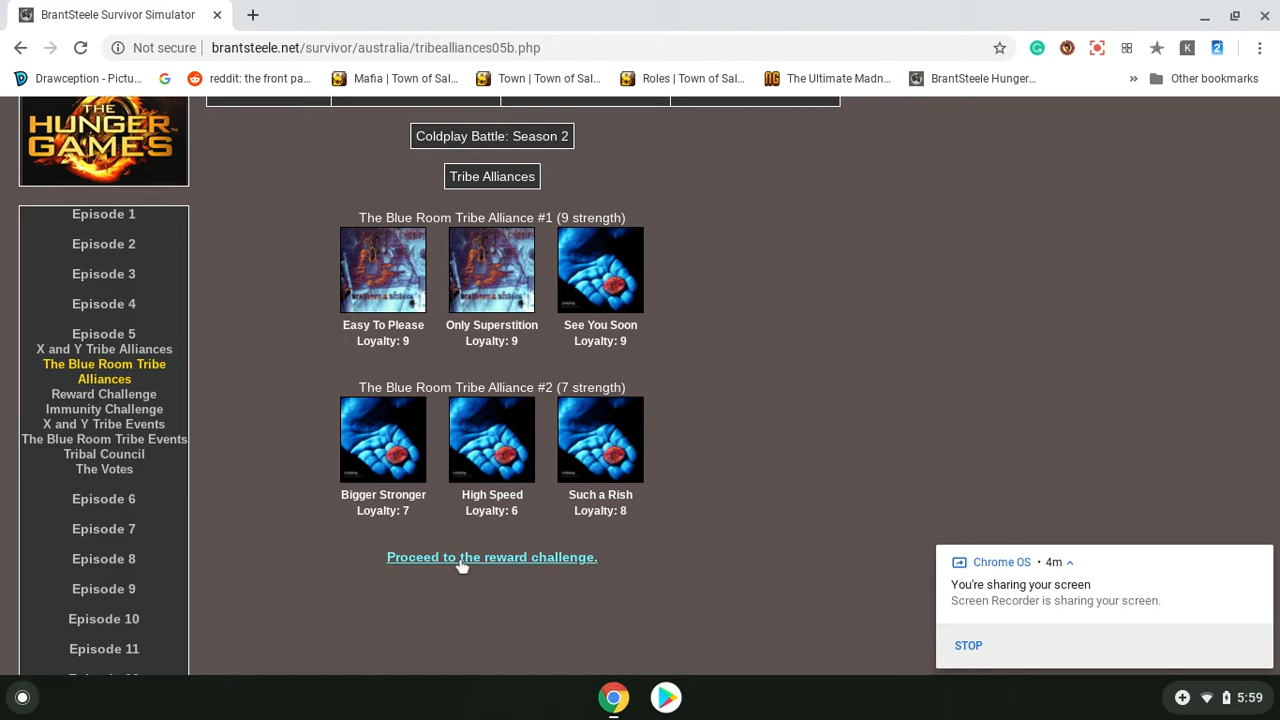 BrantSteele Survivor Simulator
Not secure
brantsteele.net/survivor/australia/tribealliances05b.php
K
2
Drawception - Pictu...
reddit: the front pa...
Mafia | Town of Sal...
Town | Town of Sal...
Roles | Town of Sal...
The Ultimate Madn...
BrantSteele Hunger...
»
Other bookmarks
THE
HUNGER
GAMES
Episode 1
Episode 2
Episode 3
Episode 4
Episode 5
X and Y Tribe Alliances
The Blue Room Tribe
Alliances
Reward Challenge
Immunity Challenge
X and Y Tribe Events
The Blue Room Tribe Events
Tribal Council
The Votes
Episode 6
Episode 7
Episode 8
Episode 9
Episode 10
Episode 11
Coldplay Battle: Season 2
Tribe Alliances
The Blue Room Tribe Alliance #1 (9 strength)
Easy To Please
Loyalty: 9
Only Superstition
Loyalty: 9
See You Soon
Loyalty: 9
The Blue Room Tribe Alliance #2 (7 strength)
Bigger Stronger
Loyalty: 7
High Speed
Loyalty: 6
Such a Rish
Loyalty: 8
Proceed to the reward challenge.
Chrome OS • 4m
You're sharing your screen
Screen Recorder is sharing your screen.
STOP
5:59